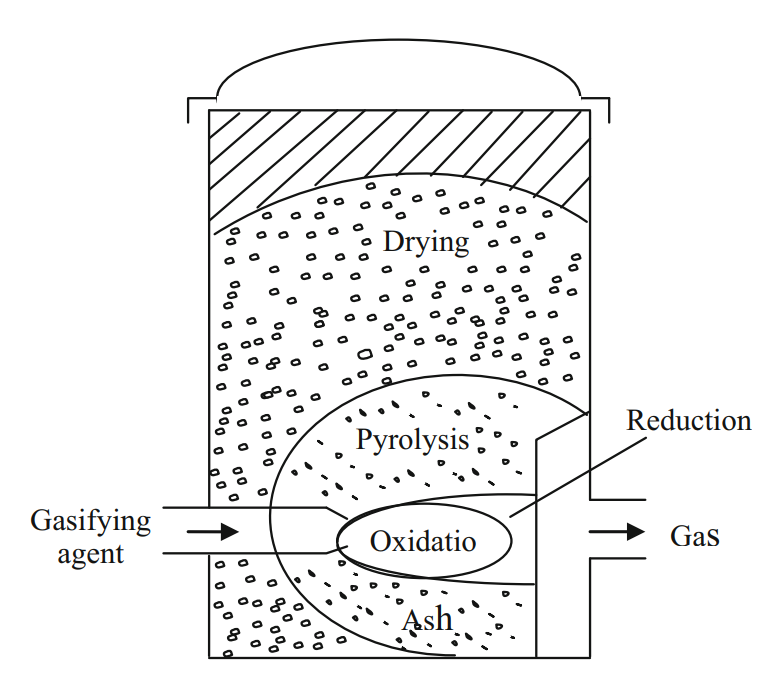 Drying
Pyrolysis
Reduction
Gasifying
agent
Oxidatio
Gas
Ash